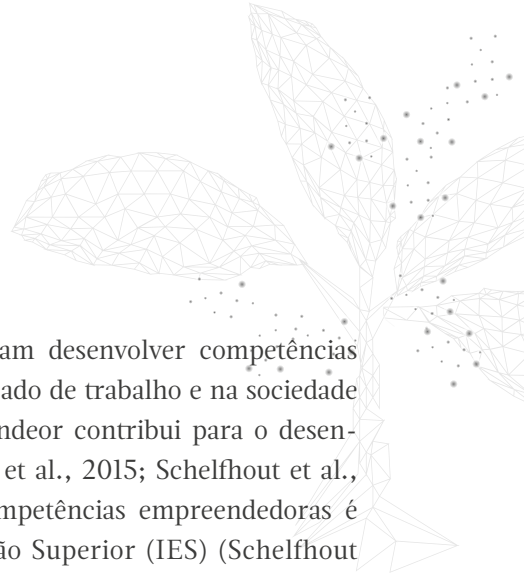 am desenvolver competências
ado de trabalho e na sociedade
ndeor contribui para o desen-
et al., 2015; Schelfhout et al.,
mpetências empreendedoras é
ão Superior (IES) (Schelfhout